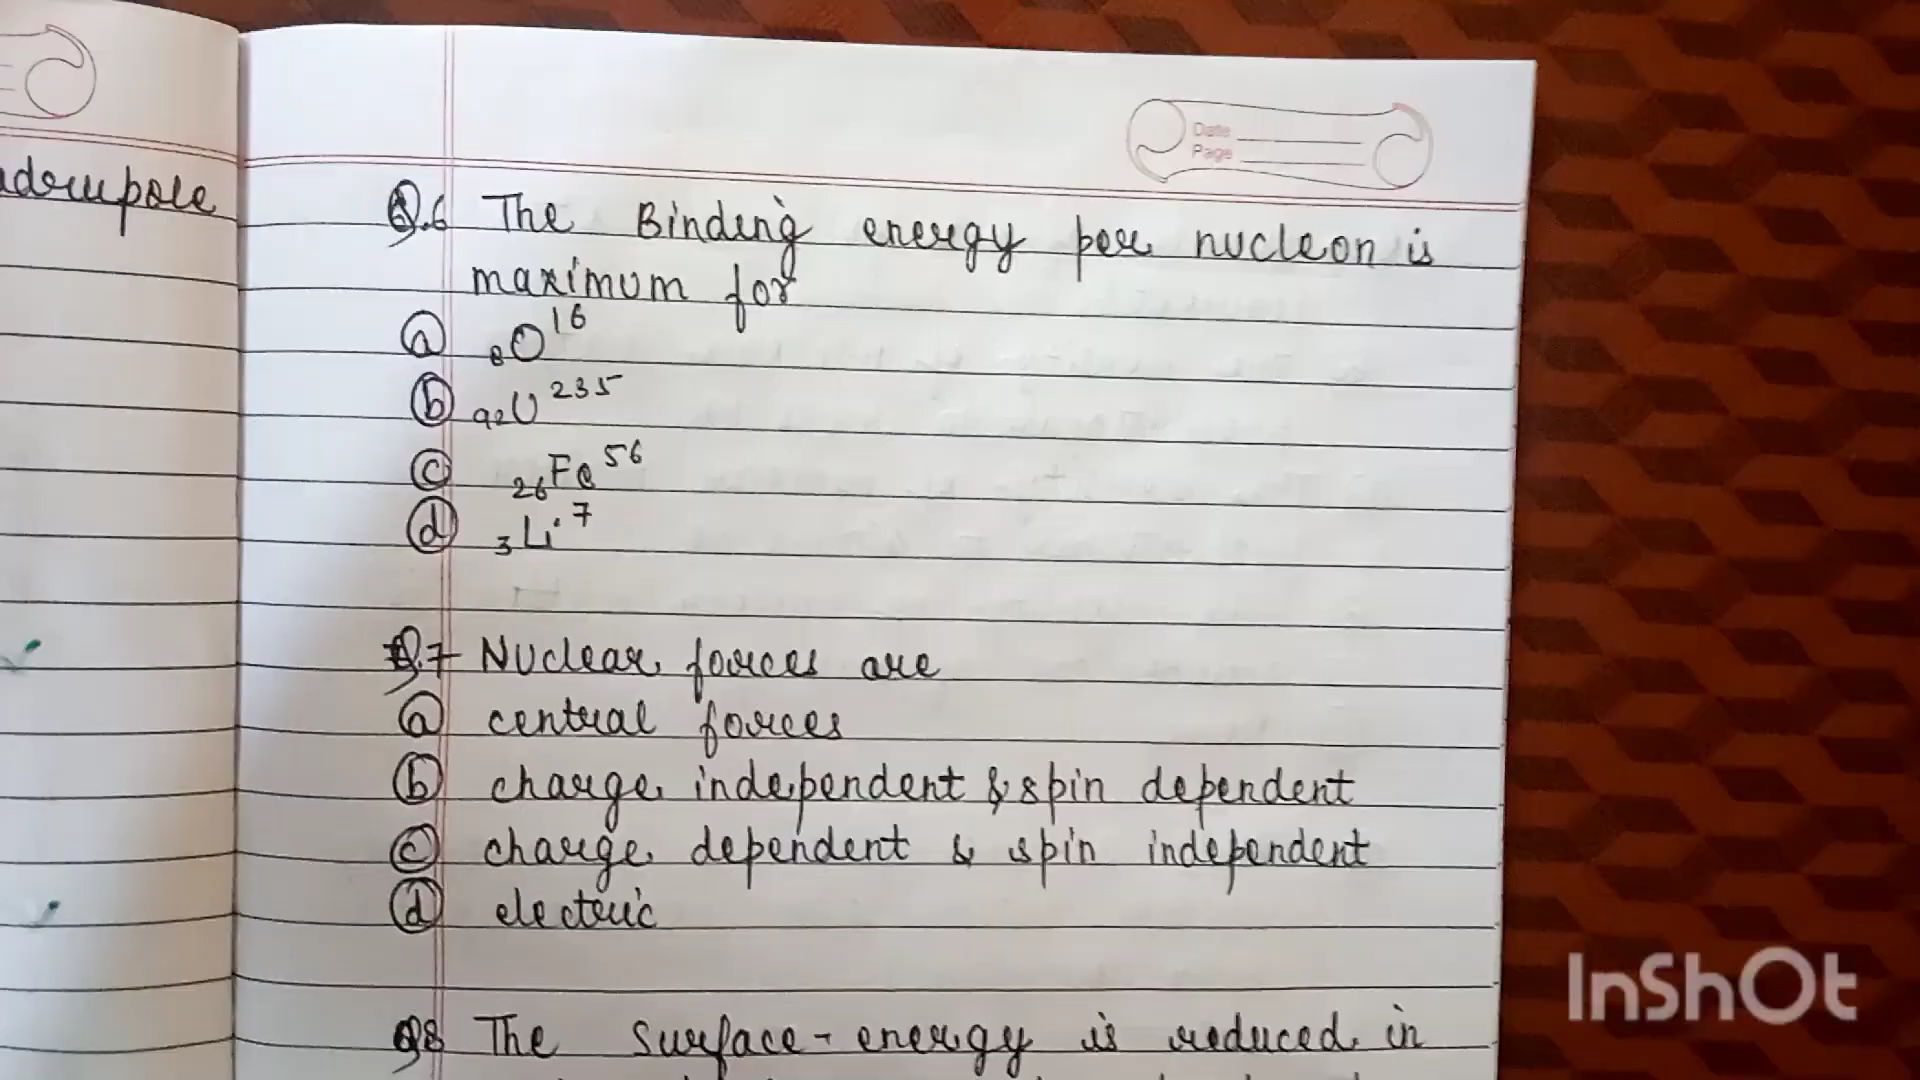 Date
Page
Q.6 The Binding energy per nucleon is
maximum for
a 8O16
b 92U235
c 26Fe56
d 3Li7
Q.7 Nuclear forces are
a central forces
b charge independent & spin dependent
c charge dependent & spin independent
d electric
Q8 The surface-energy is reduced in
InShOt